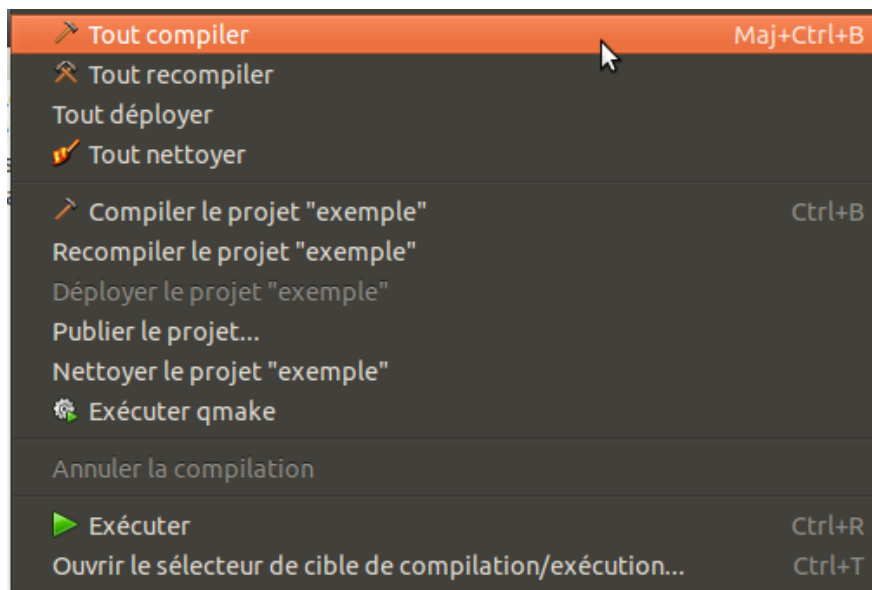 Tout compiler Maj+Ctrl+B
Tout recompiler
Tout déployer
Tout nettoyer
Compiler le projet "exemple" Ctrl+B
Recompiler le projet "exemple"
Déployer le projet "exemple"
Publier le projet...
Nettoyer le projet "exemple"
Exécuter qmake
Annuler la compilation
Exécuter Ctrl+R
Ouvrir le sélecteur de cible de compilation/exécution... Ctrl+T